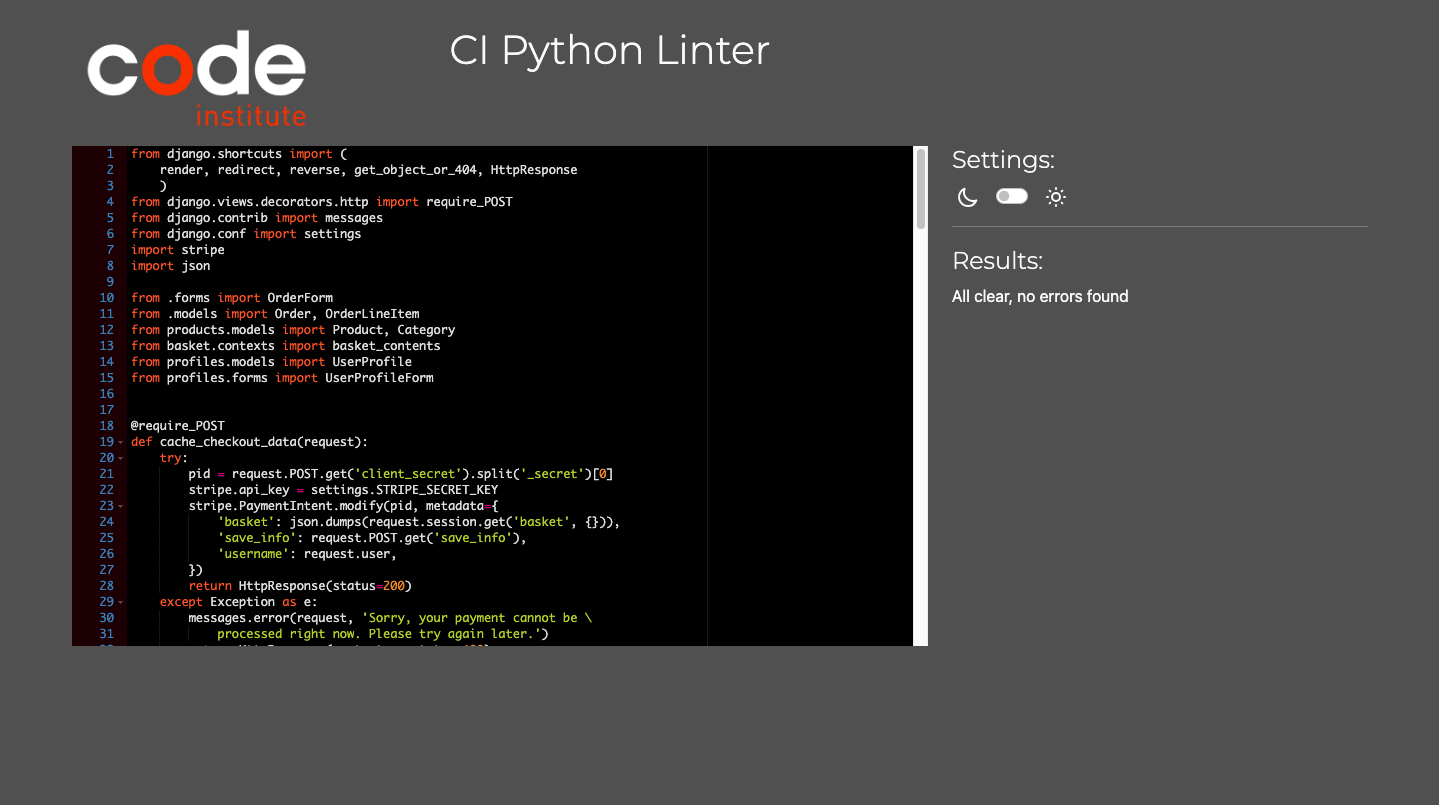 code
institute
CI Python Linter
1 from django.shortcuts import (
2     render, redirect, reverse, get_object_or_404, HttpResponse
3     )
4 from django.views.decorators.http import require_POST
5 from django.contrib import messages
6 from django.conf import settings
7 import stripe
8 import json
9
10 from .forms import OrderForm
11 from .models import Order, OrderLineItem
12 from products.models import Product, Category
13 from basket.contexts import basket_contents
14 from profiles.models import UserProfile
15 from profiles.forms import UserProfileForm
16
17
18 @require_POST
19 def cache_checkout_data(request):
20     try:
21         pid = request.POST.get('client_secret').split('_secret')[0]
22         stripe.api_key = settings.STRIPE_SECRET_KEY
23         stripe.PaymentIntent.modify(pid, metadata={
24             'basket': json.dumps(request.session.get('basket', {})),
25             'save_info': request.POST.get('save_info'),
26             'username': request.user,
27         })
28         return HttpResponse(status=200)
29     except Exception as e:
30         messages.error(request, 'Sorry, your payment cannot be \
31             processed right now. Please try again later.')
Settings:
Results:
All clear, no errors found